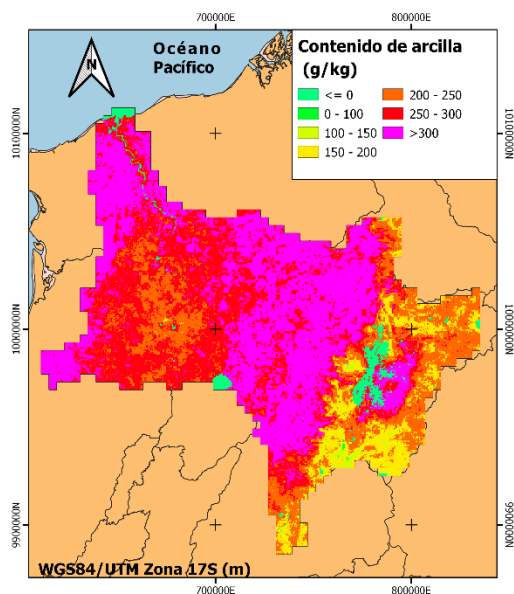 700000E 800000E
Océano
Pacífico
N
Contenido de arcilla
(g/kg)
<= 0
0 - 100
100 - 150
150 - 200
200 - 250
250 - 300
>300
10100000N 10100000N
10000000N 10000000N
9900000N 9900000N
WGS84/UTM Zona 17S (m)
700000E 800000E